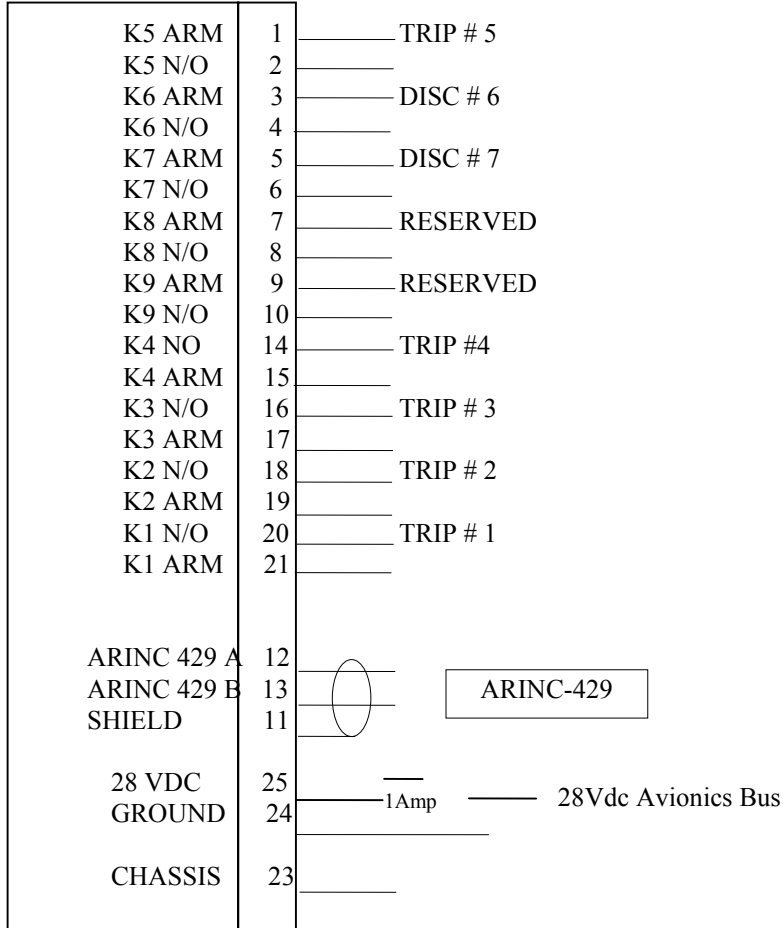 K5 ARM 1 TRIP # 5
K5 N/O 2
K6 ARM 3 DISC # 6
K6 N/O 4
K7 ARM 5 DISC # 7
K7 N/O 6
K8 ARM 7 RESERVED
K8 N/O 8
K9 ARM 9 RESERVED
K9 N/O 10
K4 NO 14 TRIP #4
K4 ARM 15
K3 N/O 16 TRIP # 3
K3 ARM 17
K2 N/O 18 TRIP # 2
K2 ARM 19
K1 N/O 20 TRIP # 1
K1 ARM 21
ARINC 429 A 12
ARINC 429 B 13 ARINC-429
SHIELD 11
28 VDC 25
1Amp 28Vdc Avionics Bus
GROUND 24
CHASSIS 23